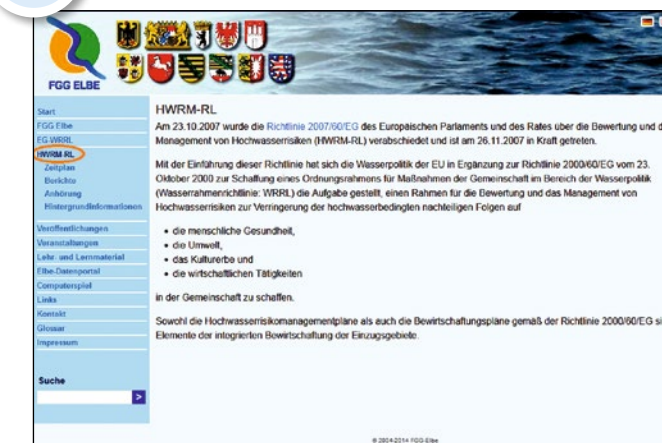 FGG ELBE
Start
FGG Elbe
EG-WRRL
HWRM-RL
Zeitplan
Berichte
Anhörung
Hintergrundinformationen
Veröffentlichungen
Veranstaltungen
Lehr- und Lernmaterial
Elbe-Datenportal
Computerspiel
Links
Kontakt
Glossar
Impressum
Suche
>
HWRM-RL
Am 23.10.2007 wurde die Richtlinie 2007/60/EG des Europäischen Parlaments und des Rates über die Bewertung und d
Management von Hochwasserrisiken (HWRM-RL) verabschiedet und ist am 26.11.2007 in Kraft getreten.
Mit der Einführung dieser Richtlinie hat sich die Wasserpolitik der EU in Ergänzung zur Richtlinie 2000/60/EG vom 23.
Oktober 2000 zur Schaffung eines Ordnungsrahmens für Maßnahmen der Gemeinschaft im Bereich der Wasserpolitik
(Wasserrahmenrichtlinie: WRRL) die Aufgabe gestellt, einen Rahmen für die Bewertung und das Management von
Hochwasserrisiken zur Verringerung der hochwasserbedingten nachteiligen Folgen auf
• die menschliche Gesundheit,
• die Umwelt,
• das Kulturerbe und
• die wirtschaftlichen Tätigkeiten
in der Gemeinschaft zu schaffen.
Sowohl die Hochwasserrisikomanagementpläne als auch die Bewirtschaftungspläne gemäß der Richtlinie 2000/60/EG si
Elemente der integrierten Bewirtschaftung der Einzugsgebiete.
© 2004-2014 FGG-Elbe